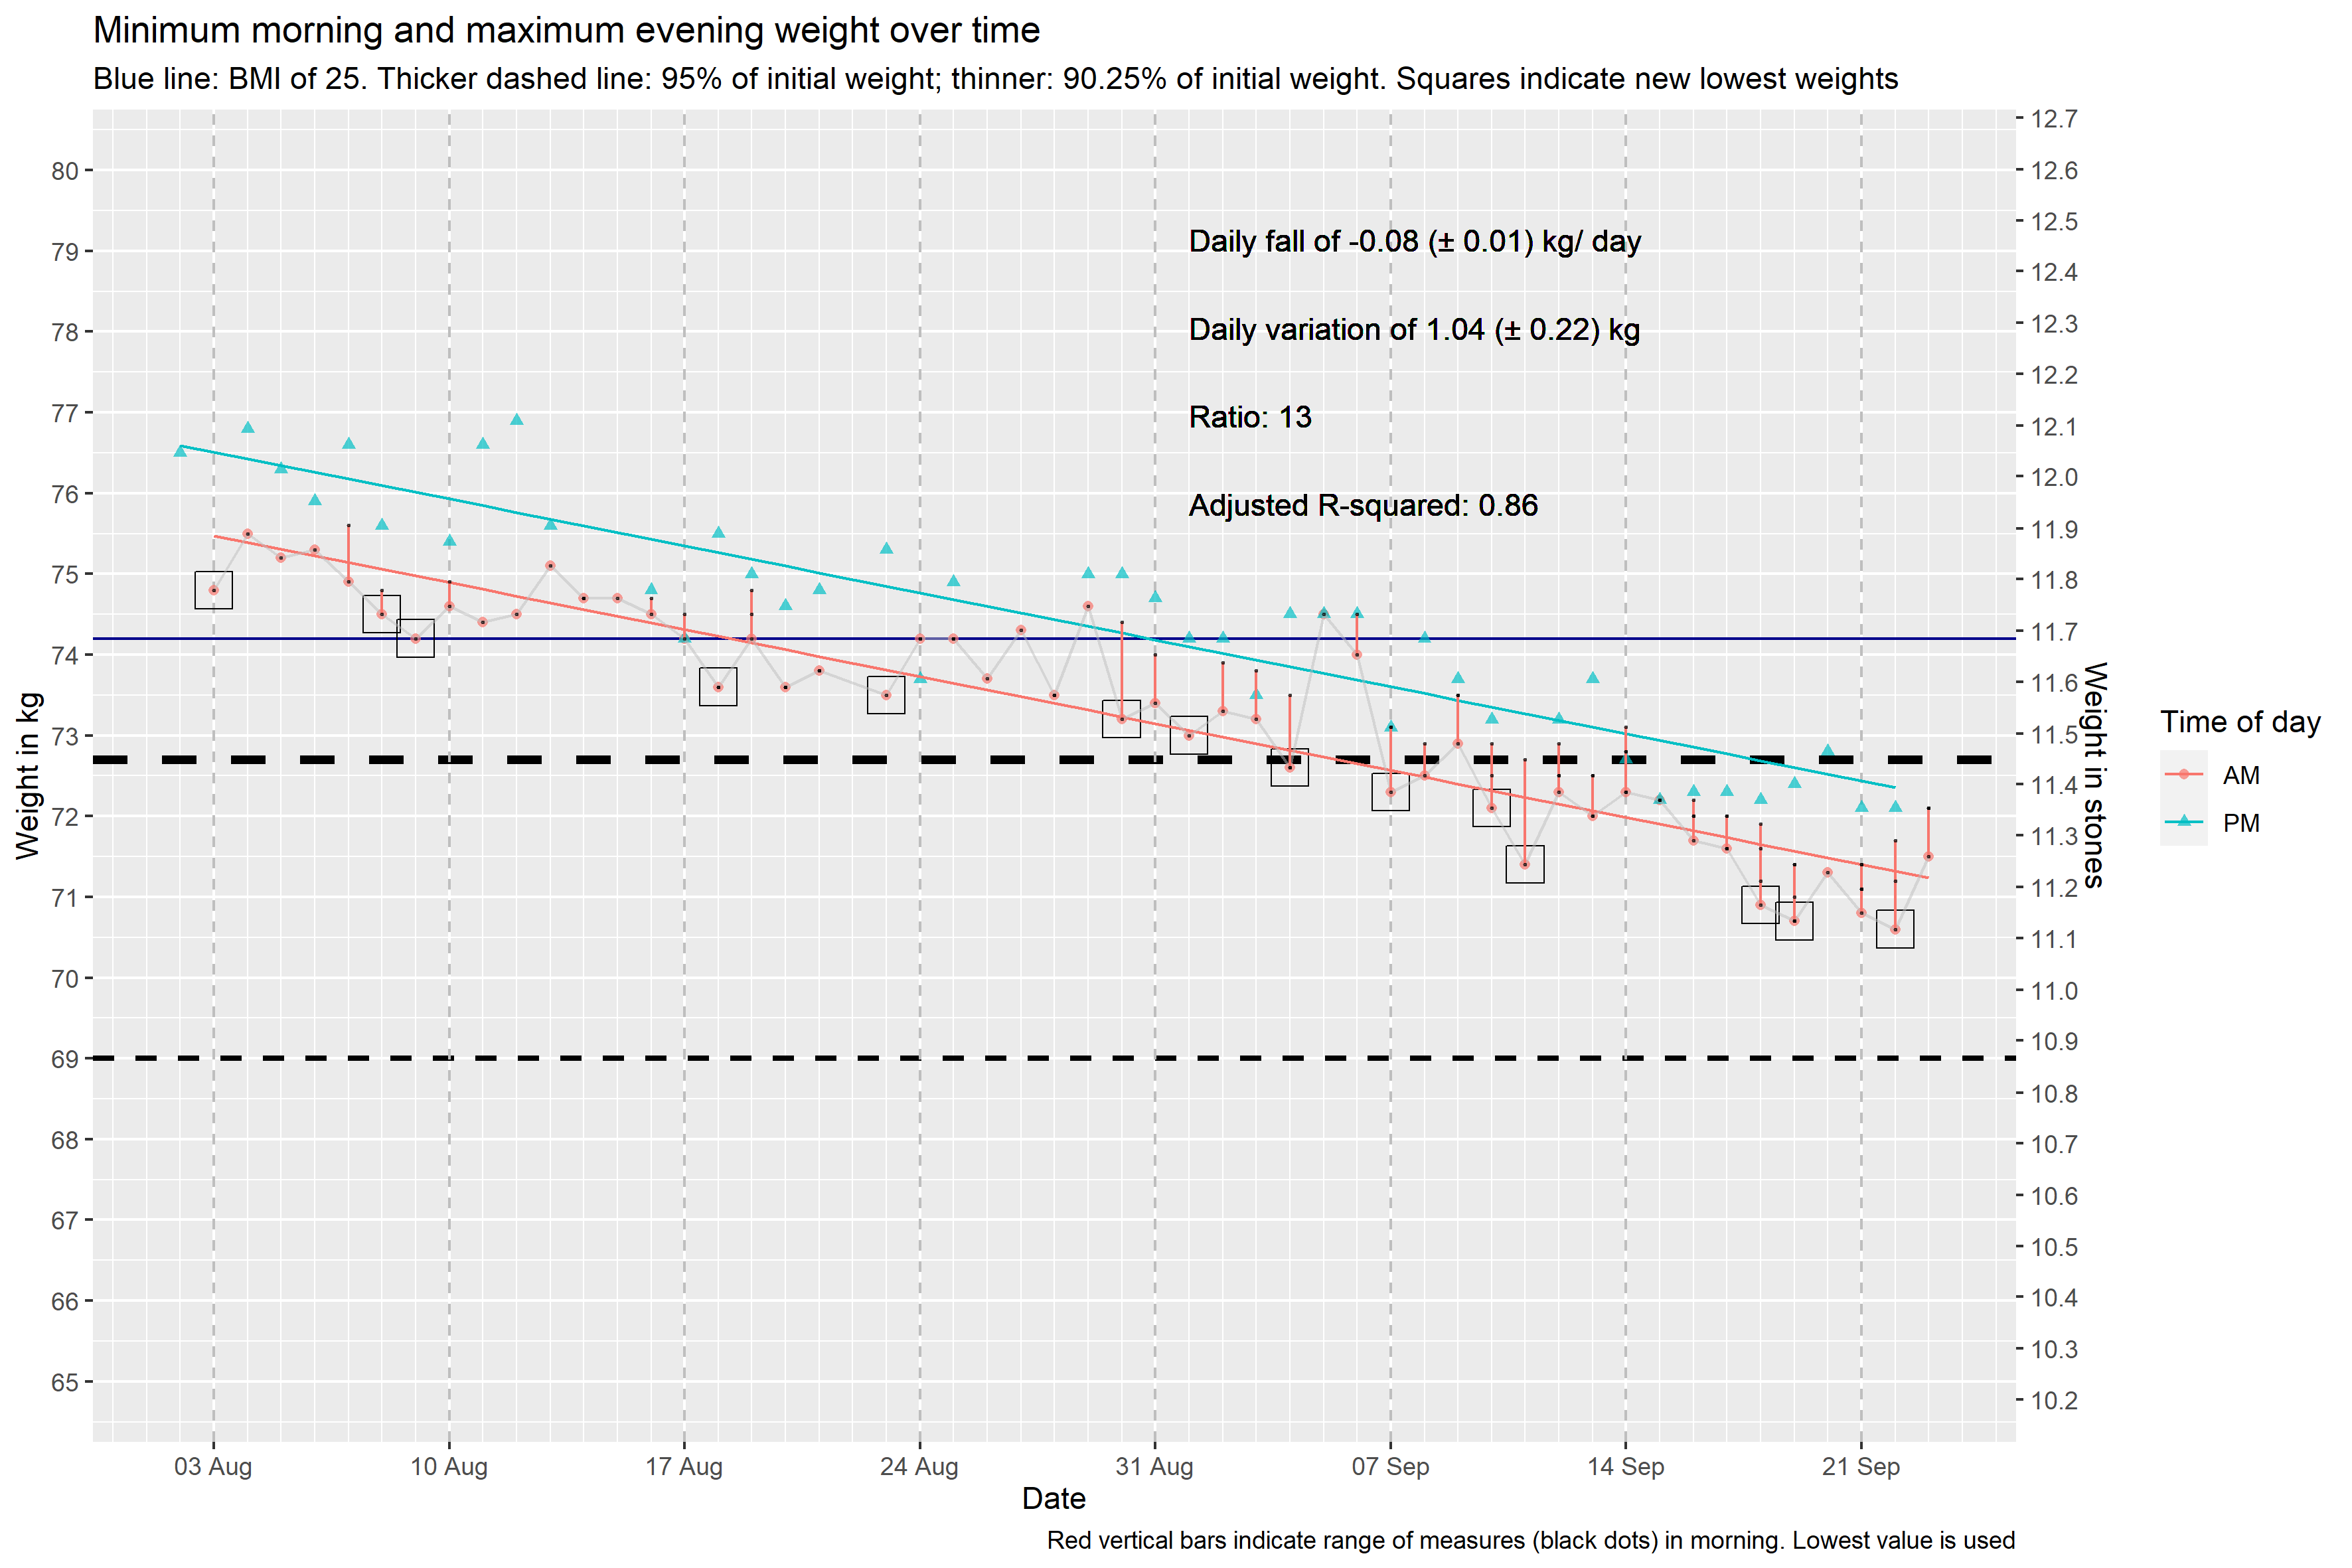 Minimum morning and maximum evening weight over time
Blue line: BMI of 25. Thicker dashed line: 95% of initial weight; thinner: 90.25% of initial weight. Squares indicate new lowest weights
Daily fall of -0.08 (± 0.01) kg/ day
Daily variation of 1.04 (± 0.22) kg
Ratio: 13
Adjusted R-squared: 0.86
Weight in kg
80
79
78
77
76
75
74
73
72
71
70
69
68
67
66
65
12.7
12.6
12.5
12.4
12.3
12.2
12.1
12.0
11.9
11.8
11.7
11.6
11.5
11.4
11.3
11.2
11.1
11.0
10.9
10.8
10.7
10.6
10.5
10.4
10.3
10.2
Weight in stones
Time of day
AM
PM
03 Aug
10 Aug
17 Aug
24 Aug
31 Aug
07 Sep
14 Sep
21 Sep
Date
Red vertical bars indicate range of measures (black dots) in morning. Lowest value is used